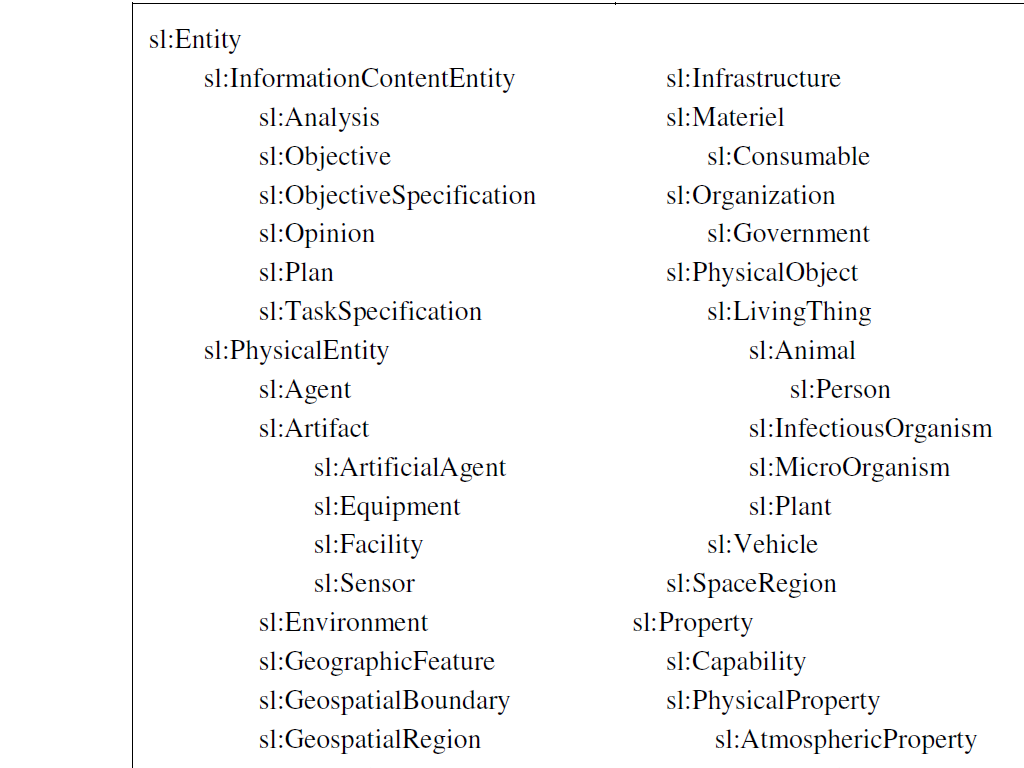 sl:Entity
sl:InformationContentEntity
sl:Analysis
sl:Objective
sl:ObjectiveSpecification
sl:Opinion
sl:Plan
sl:TaskSpecification
sl:PhysicalEntity
sl:Agent
sl:Artifact
sl:ArtificialAgent
sl:Equipment
sl:Facility
sl:Sensor
sl:Environment
sl:GeographicFeature
sl:GeospatialBoundary
sl:GeospatialRegion
sl:Infrastructure
sl:Materiel
sl:Consumable
sl:Organization
sl:Government
sl:PhysicalObject
sl:LivingThing
sl:Animal
sl:Person
sl:InfectiousOrganism
sl:MicroOrganism
sl:Plant
sl:Vehicle
sl:SpaceRegion
sl:Property
sl:Capability
sl:PhysicalProperty
sl:AtmosphericProperty